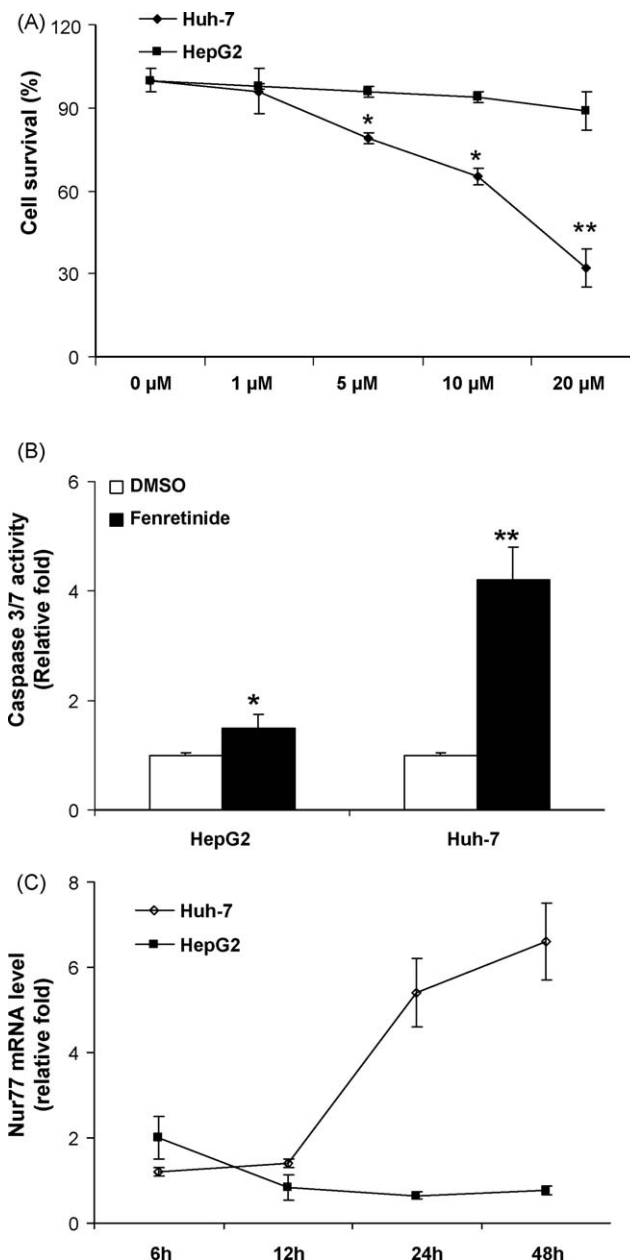 (A)
120
Huh-7
HepG2
90
60
30
0
Cell survival (%)
*
*
**
0 µM 1 µM 5 µM 10 µM 20 µM
(B)
6
DMSO
Fenretinide
4
2
0
Caspaase 3/7 activity
(Relative fold)
*
**
HepG2 Huh-7
(C)
8
Huh-7
HepG2
6
4
2
0
Nur77 mRNA level
(relative fold)
6h 12h 24h 48h